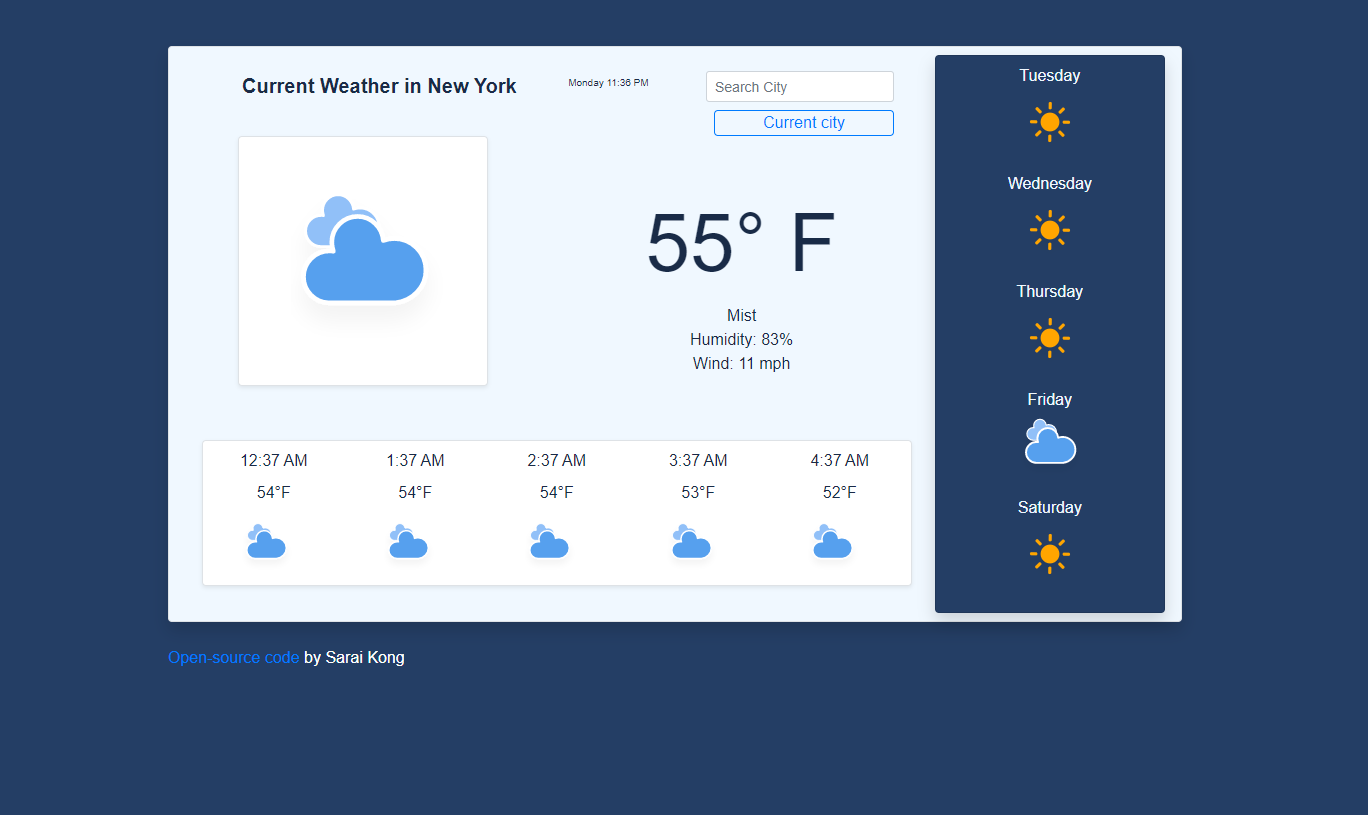 Current Weather in New York
Monday 11:36 PM
Search City
Current city
55° F
Mist
Humidity: 83%
Wind: 11 mph
12:37 AM 1:37 AM 2:37 AM 3:37 AM 4:37 AM
54°F 54°F 54°F 53°F 52°F
Tuesday
Wednesday
Thursday
Friday
Saturday
Open-source code by Sarai Kong